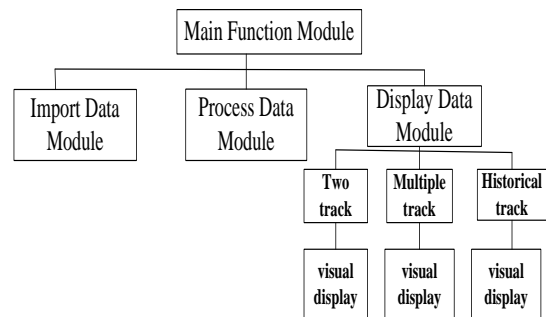 Main Function Module
Import Data
Module
Process Data
Module
Display Data
Module
Two
track
Multiple
track
Historical
track
visual
display
visual
display
visual
display